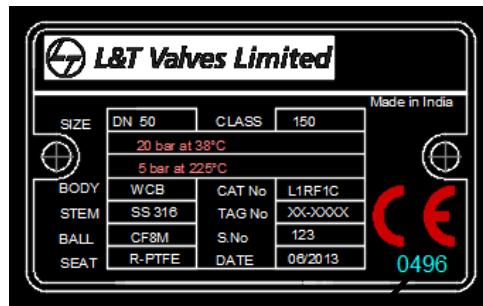 L&T Valves Limited
Made in India
SIZE DN 50 CLASS 150
20 bar at 38°C
5 bar at 225°C
BODY WCB CAT No L1RF1C
STEM SS 316 TAG No XX-XXXX
BALL CF8M S.No 123
SEAT R-PTFE DATE 06/2013
CE
0496